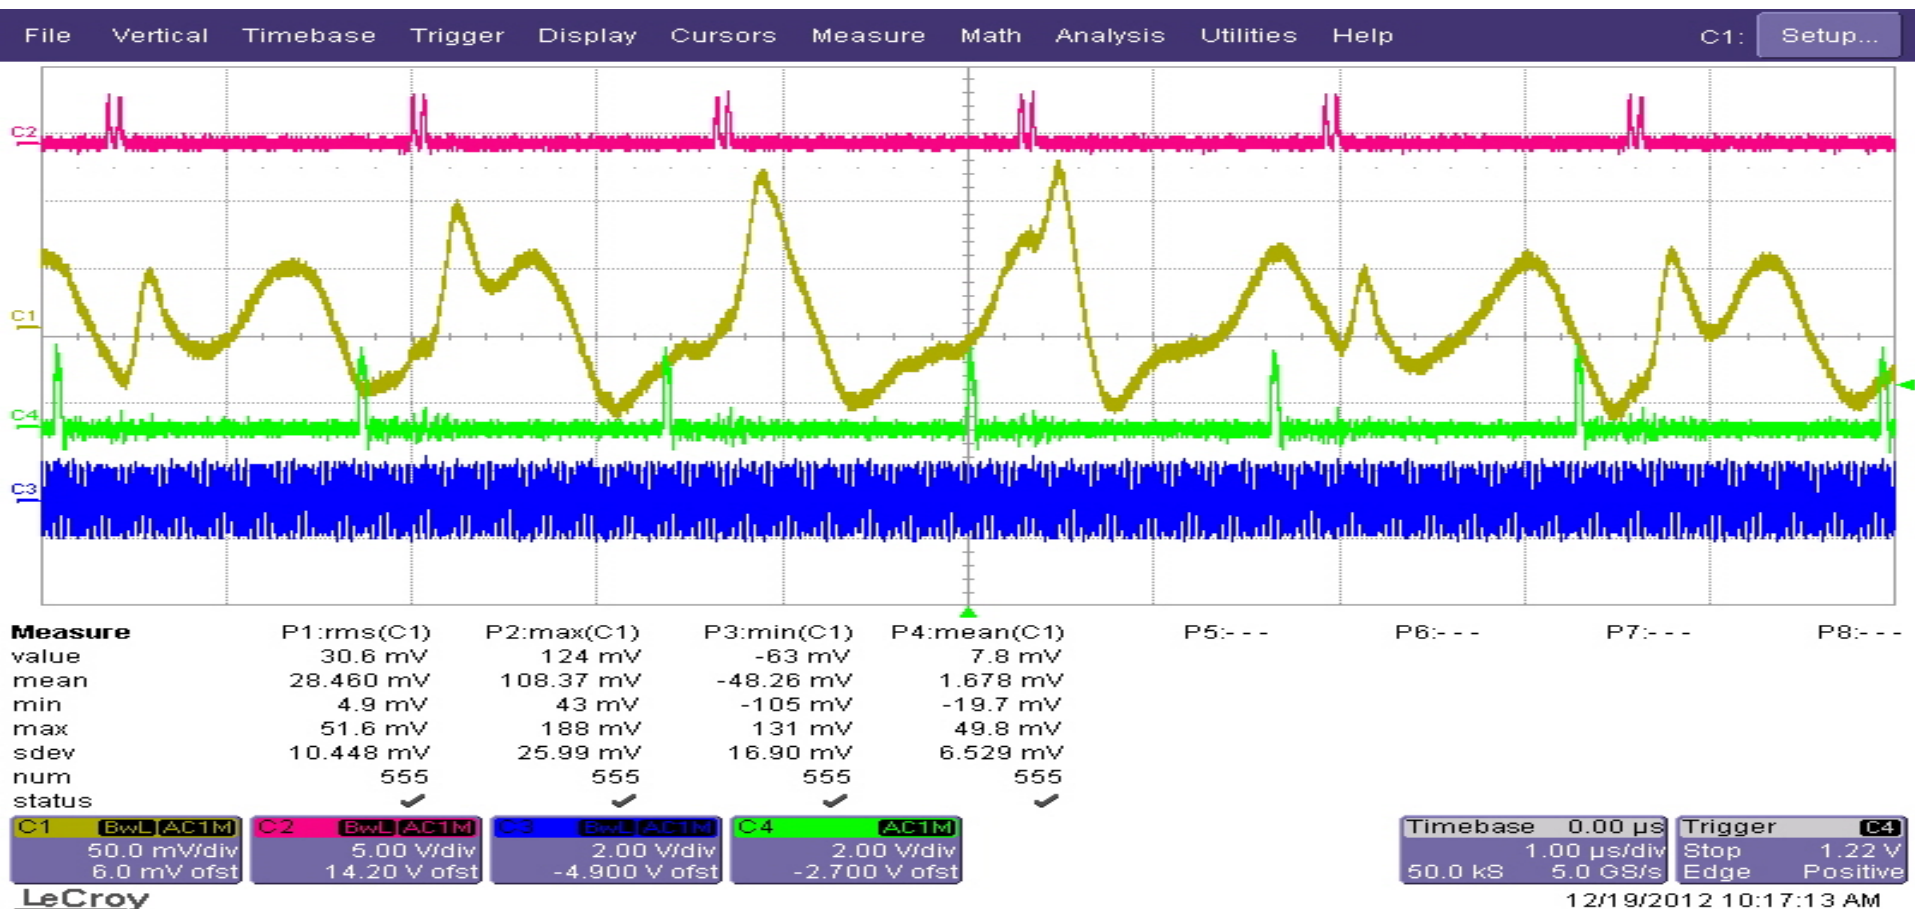 File Vertical Timebase Trigger Display Cursors Measure Math Analysis Utilities Help C1: Setup...
C2
C1
C4
C3
Measure P1:rms(C1) P2:max(C1) P3:min(C1) P4:mean(C1) P5:- - - P6:- - - P7:- - - P8:- - -
value 30.6 mV 124 mV -63 mV 7.8 mV
mean 28.460 mV 108.37 mV -48.26 mV 1.678 mV
min 4.9 mV 43 mV -105 mV -19.7 mV
max 51.6 mV 188 mV 131 mV 49.8 mV
sdev 10.448 mV 25.99 mV 16.90 mV 6.529 mV
num 555 555 555 555
status
C1 BwL AC1M C2 BwL AC1M C3 BwL AC1M C4 AC1M Timebase 0.00 µs Trigger C4
50.0 mV/div 5.00 V/div 2.00 V/div 2.00 V/div 1.00 µs/div Stop 1.22 V
6.0 mV ofst 14.20 V ofst -4.900 V ofst -2.700 V ofst 50.0 kS 5.0 GS/s Edge Positive
LeCroy 12/19/2012 10:17:13 AM